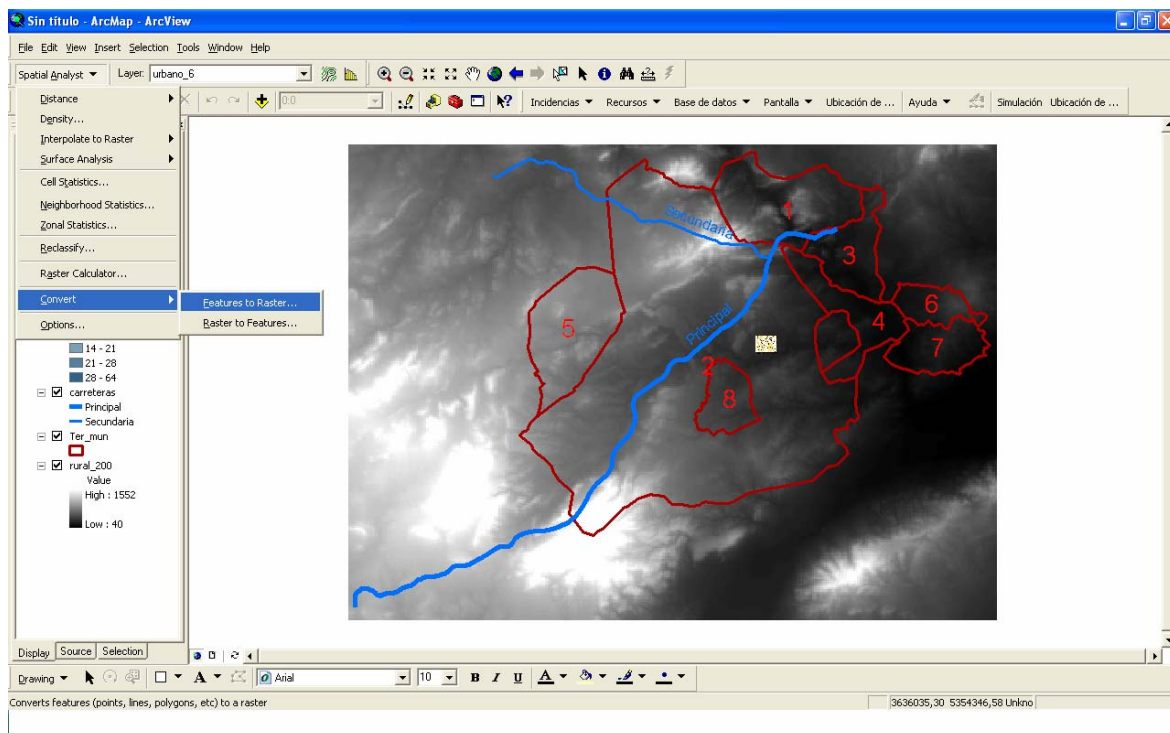 Sin título - ArcMap - ArcView
File Edit View Insert Selection Tools Window Help
Spatial Analyst Layer: urbano_6
0:0 Incidencias Recursos Base de datos Pantalla Ubicación de ... Ayuda Simulación Ubicación de ...
Distance
Density...
Interpolate to Raster
Surface Analysis
Cell Statistics...
Neighborhood Statistics...
Zonal Statistics...
Reclassify...
Raster Calculator...
Convert
Options...
Features to Raster...
Raster to Features...
14 - 21
21 - 28
28 - 64
carreteras
Principal
Secundaria
Ter_mun
rural_200
Value
High : 1552
Low : 40
Secundaria
1
3
6
Principal
5
4
7
2
8
Display Source Selection
Drawing A Arial 10 B I U A
Converts features (points, lines, polygons, etc) to a raster
3636035,30 5354346,58 Unkno